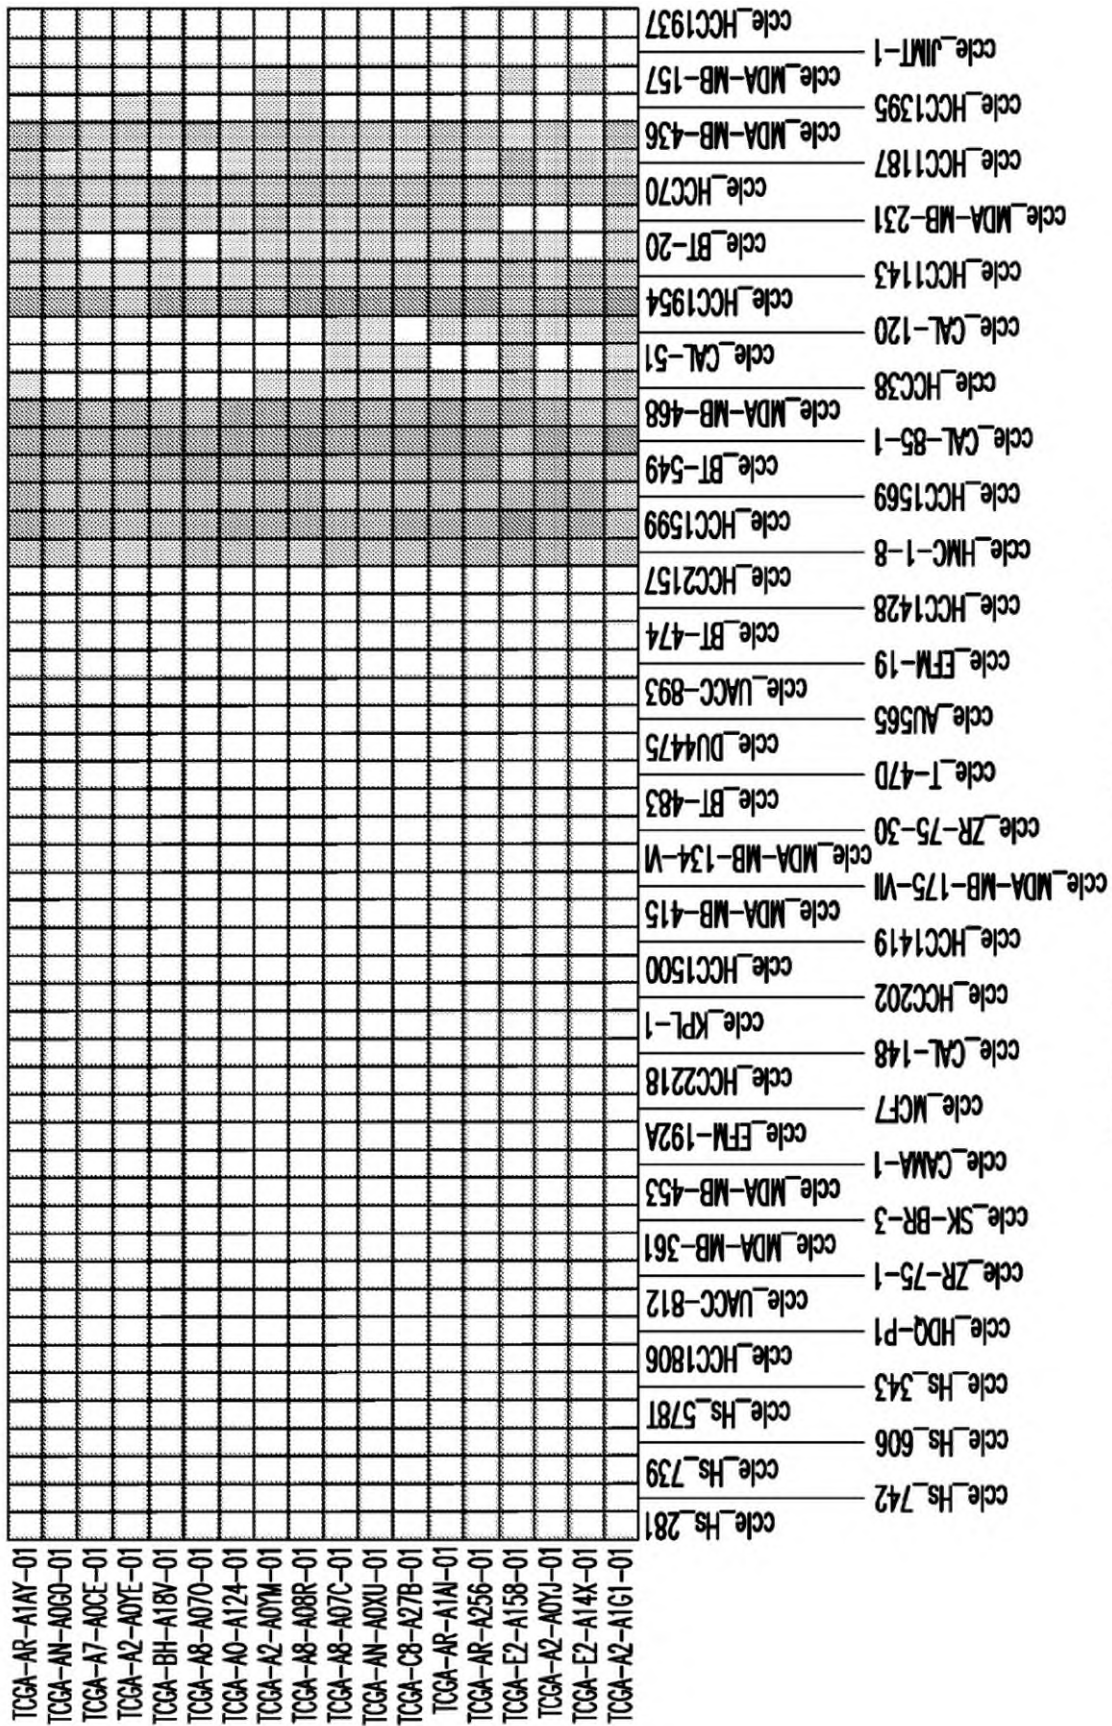 ccle_HCC1937
ccle_JIMT-1
ccle_MDA-MB-157
ccle_HCC1395
ccle_MDA-MB-436
ccle_HCC1187
ccle_HCC70
ccle_MDA-MB-231
ccle_BT-20
ccle_HCC1143
ccle_HCC1954
ccle_CAL-120
ccle_CAL-51
ccle_HCC38
ccle_MDA-MB-468
ccle_CAL-85-1
ccle_BT-549
ccle_HCC1569
ccle_HCC1599
ccle_HMC-1-8
ccle_HCC2157
ccle_HCC1428
ccle_BT-474
ccle_EFM-19
ccle_UACC-893
ccle_AU565
ccle_DU4475
ccle_T-47D
ccle_BT-483
ccle_ZR-75-30
ccle_MDA-MB-134-VI
ccle_MDA-MB-175-VII
ccle_MDA-MB-415
ccle_HCC1419
ccle_HCC1500
ccle_HCC202
ccle_KPL-1
ccle_CAL-148
ccle_HCC2218
ccle_MCF7
ccle_EFM-192A
ccle_CAMA-1
ccle_MDA-MB-453
ccle_SK-BR-3
ccle_MDA-MB-361
ccle_ZR-75-1
ccle_UACC-812
ccle_HDQ-P1
ccle_HCC1806
ccle_Hs_343
ccle_Hs_578T
ccle_Hs_606
ccle_Hs_739
ccle_Hs_742
ccle_Hs_281
TCGA-AR-A1AY-01
TCGA-AN-A0G0-01
TCGA-A7-A0CE-01
TCGA-A2-A0YE-01
TCGA-BH-A18V-01
TCGA-A8-A07O-01
TCGA-AO-A124-01
TCGA-A2-A0YM-01
TCGA-A8-A08R-01
TCGA-A8-A07C-01
TCGA-AN-A0XU-01
TCGA-C8-A27B-01
TCGA-AR-A1AI-01
TCGA-AR-A256-01
TCGA-E2-A158-01
TCGA-A2-A0YJ-01
TCGA-E2-A14X-01
TCGA-A2-A1G1-01